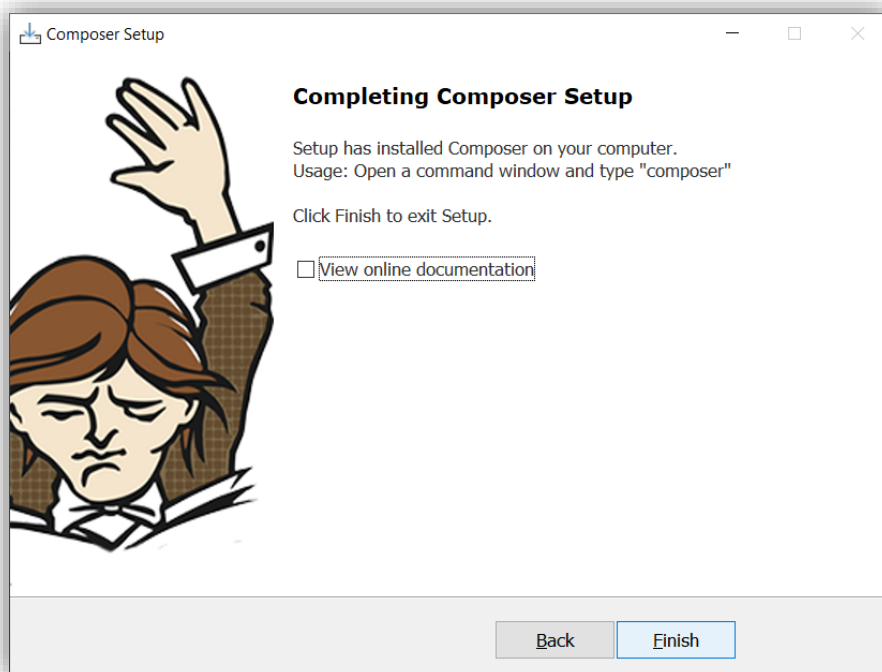 Composer Setup
Completing Composer Setup
Setup has installed Composer on your computer.
Usage: Open a command window and type "composer"
Click Finish to exit Setup.
View online documentation
Back
Finish